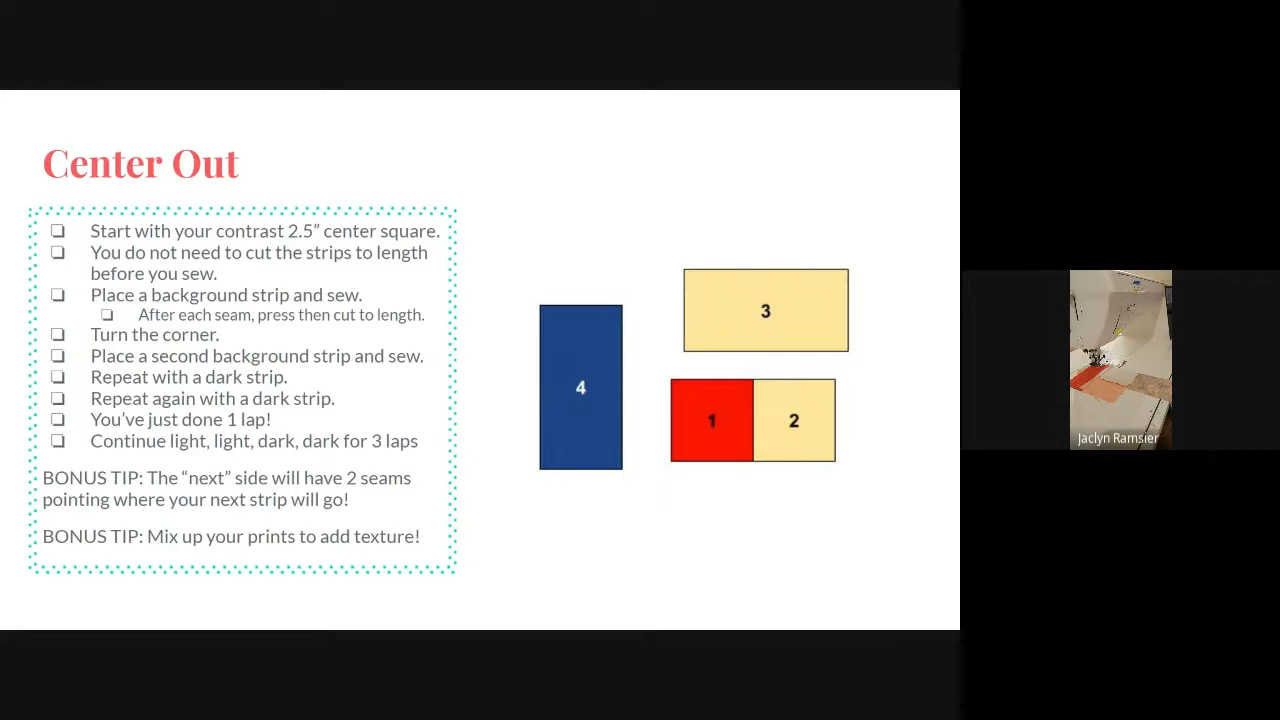 Center Out
❏ Start with your contrast 2.5” center square.
❏ You do not need to cut the strips to length
before you sew.
❏ Place a background strip and sew.
❏ After each seam, press then cut to length.
❏ Turn the corner.
❏ Place a second background strip and sew.
❏ Repeat with a dark strip.
❏ Repeat again with a dark strip.
❏ You’ve just done 1 lap!
❏ Continue light, light, dark, dark for 3 laps
BONUS TIP: The “next” side will have 2 seams
pointing where your next strip will go!
BONUS TIP: Mix up your prints to add texture!
3
4
1 2
Jaclyn Ramsier